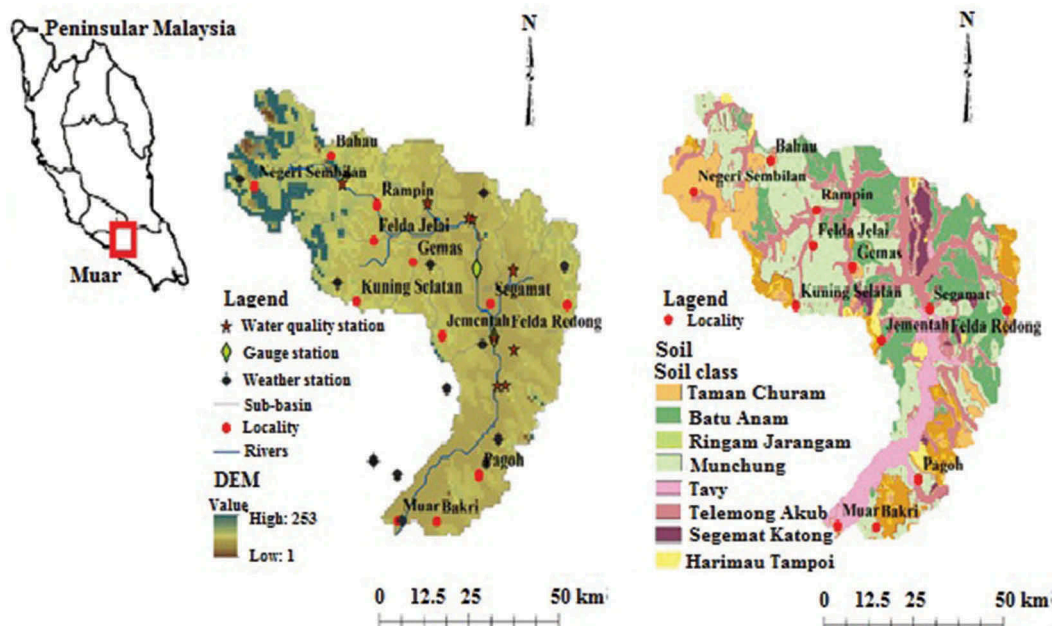 Peninsular Malaysia
Muar
N
Bahau
Negeri Sembilan
Rampin
Felda Jelai
Gemas
Kuning Selatan
Segamat
Jementah Felda Redong
Pagoh
Muar Bakri
Lagend
Water quality station
Gauge station
Weather station
Sub-basin
Locality
Rivers
DEM
Value
High: 253
Low: 1
0 12.5 25 50 km
N
Bahau
Negeri Sembilan
Rampin
Felda Jelai
Gemas
Kuning Selatan
Segamat
Jementah Felda Redong
Pagoh
Muar Bakri
Lagend
Locality
Soil
Soil class
Taman Churam
Batu Anam
Ringam Jarangam
Munchung
Tavy
Telemong Akub
Segemat Katong
Harimau Tampoi
0 12.5 25 50 km